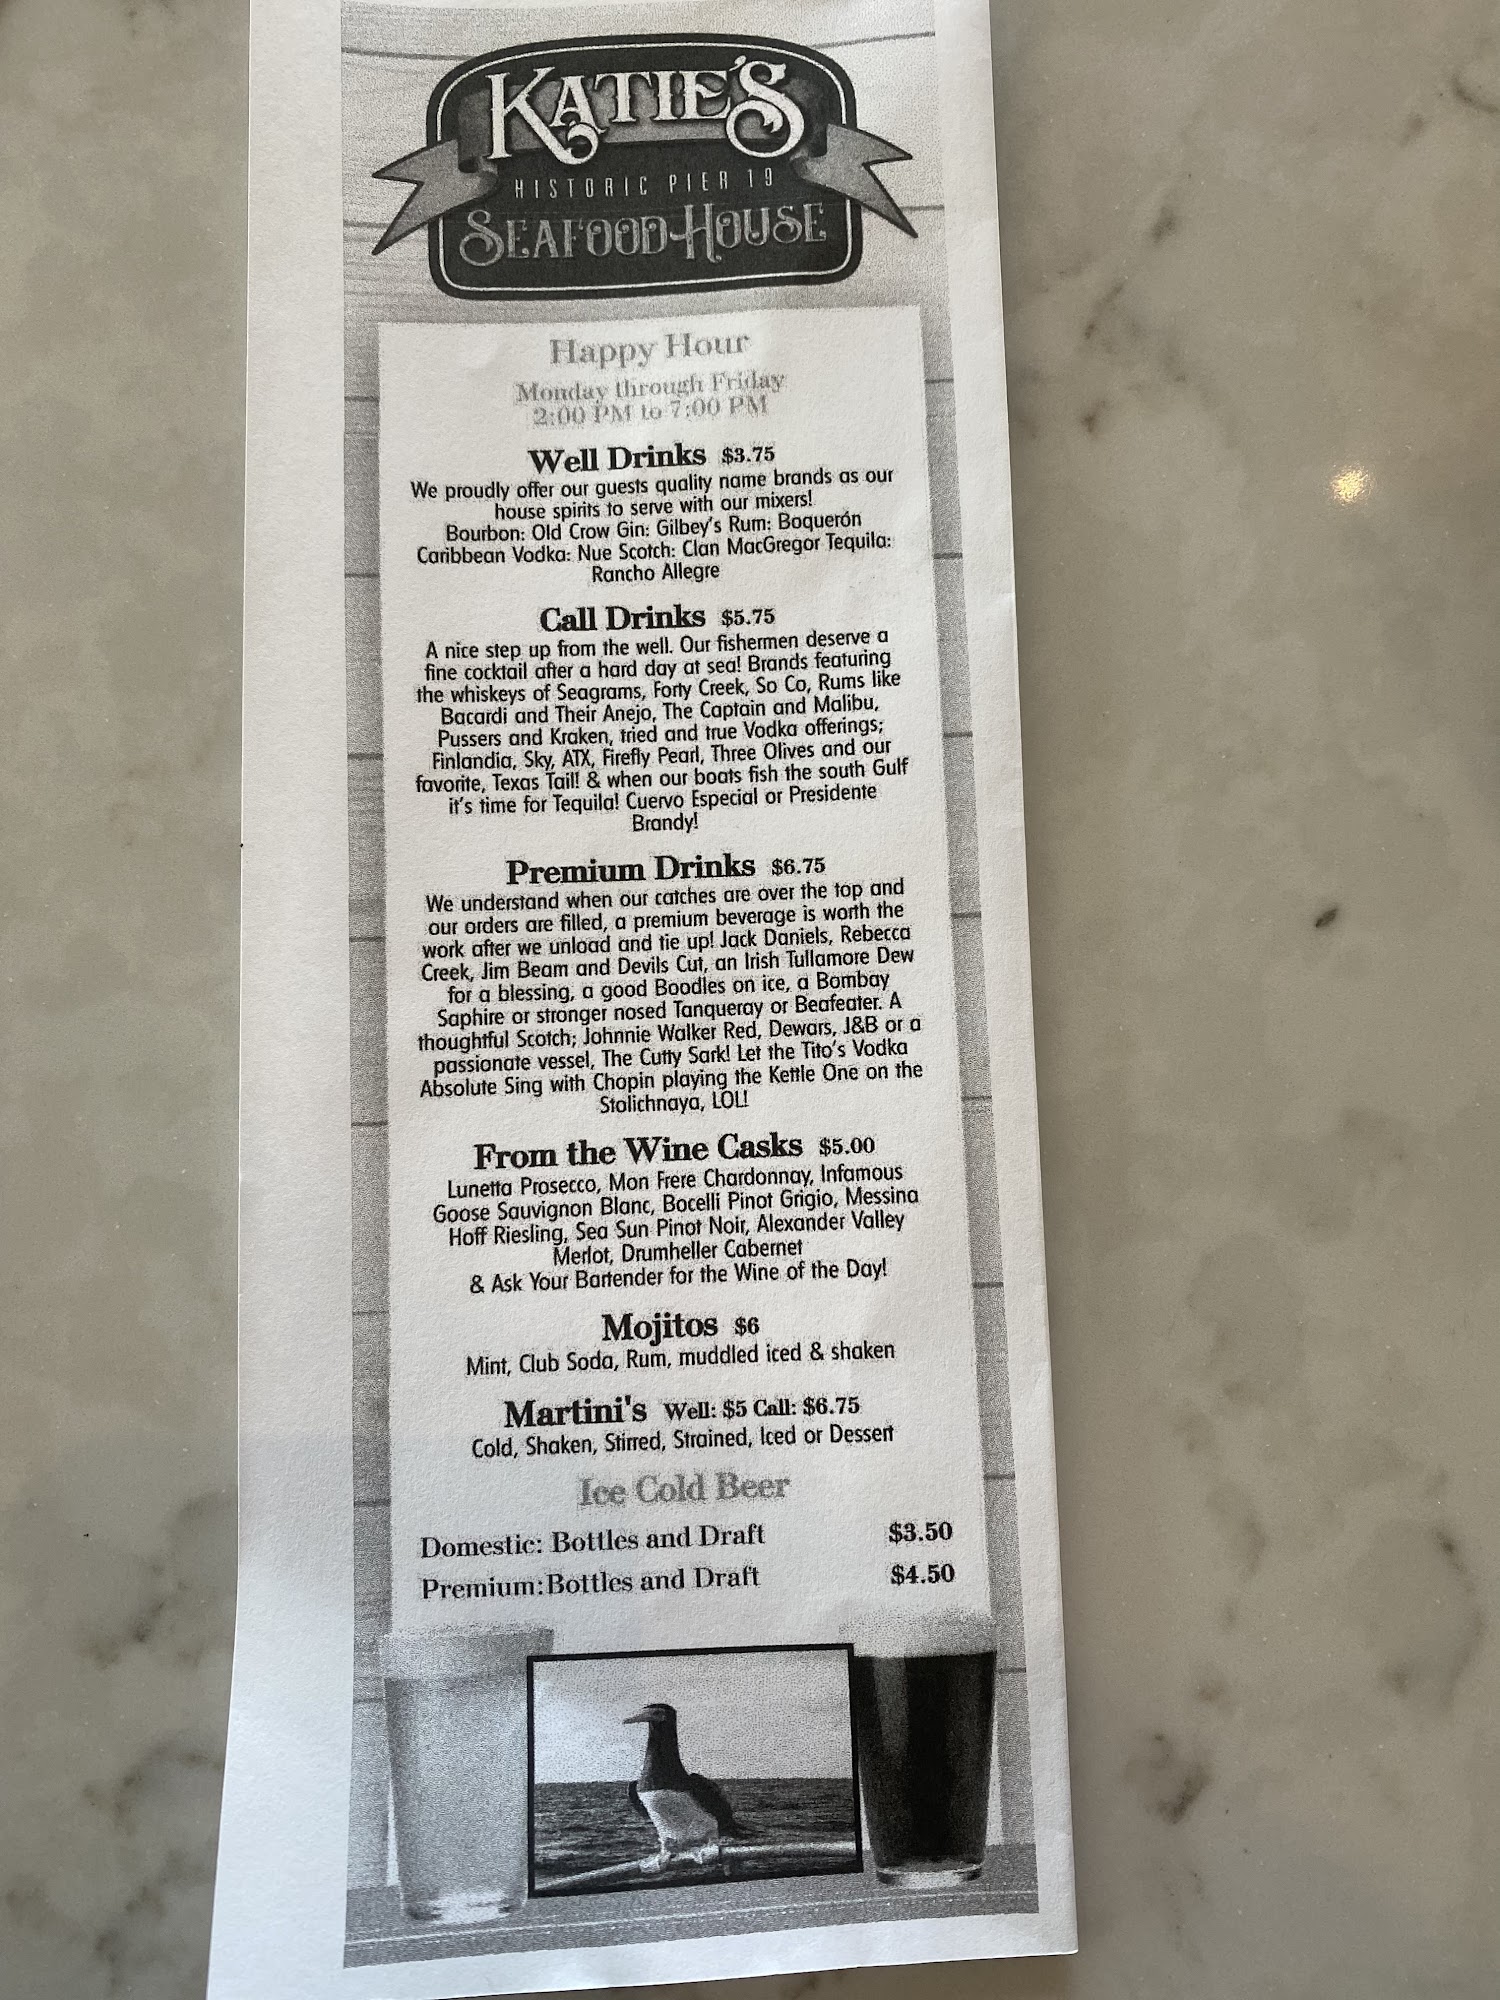 KATIE'S
HISTORIC PIER 19
SEAFOOD HOUSE
Happy Hour
Monday through Friday
2:00 PM to 7:00 PM
Well Drinks $3.75
We proudly offer our guests quality name brands as our
house spirits to serve with our mixers!
Bourbon: Old Crow Gin: Gilbey's Rum: Boquerón
Caribbean Vodka: Nue Scotch: Clan MacGregor Tequila:
Rancho Allegre
Call Drinks $5.75
A nice step up from the well. Our fishermen deserve a
fine cocktail after a hard day at sea! Brands featuring
the whiskeys of Seagrams, Forty Creek, So Co, Rums like
Bacardi and Their Anejo, The Captain and Malibu,
Pussers and Kraken, tried and true Vodka offerings;
Finlandia, Sky, ATX, Firefly Pearl, Three Olives and our
favorite, Texas Tail! & when our boats fish the south Gulf
it's time for Tequila! Cuervo Especial or Presidente
Brandy!
Premium Drinks $6.75
We understand when our catches are over the top and
our orders are filled, a premium beverage is worth the
work after we unload and tie up! Jack Daniels, Rebecca
Creek, Jim Beam and Devils Cut, an Irish Tullamore Dew
for a blessing, a good Boodles on ice, a Bombay
Saphire or stronger nosed Tanqueray or Beafeater. A
thoughtful Scotch; Johnnie Walker Red, Dewars, J&B or a
passionate vessel, The Cutty Sark! Let the Tito's Vodka
Absolute Sing with Chopin playing the Kettle One on the
Stolichnaya, LOL!
From the Wine Casks $5.00
Lunetta Prosecco, Mon Frere Chardonnay, Infamous
Goose Sauvignon Blanc, Bocelli Pinot Grigio, Messina
Hoff Riesling, Sea Sun Pinot Noir, Alexander Valley
Merlot, Drumheller Cabernet
& Ask Your Bartender for the Wine of the Day!
Mojitos $6
Mint, Club Soda, Rum, muddled iced & shaken
Martini's Well: $5 Call: $6.75
Cold, Shaken, Stirred, Strained, Iced or Dessert
Ice Cold Beer
Domestic: Bottles and Draft $3.50
Premium:Bottles and Draft $4.50